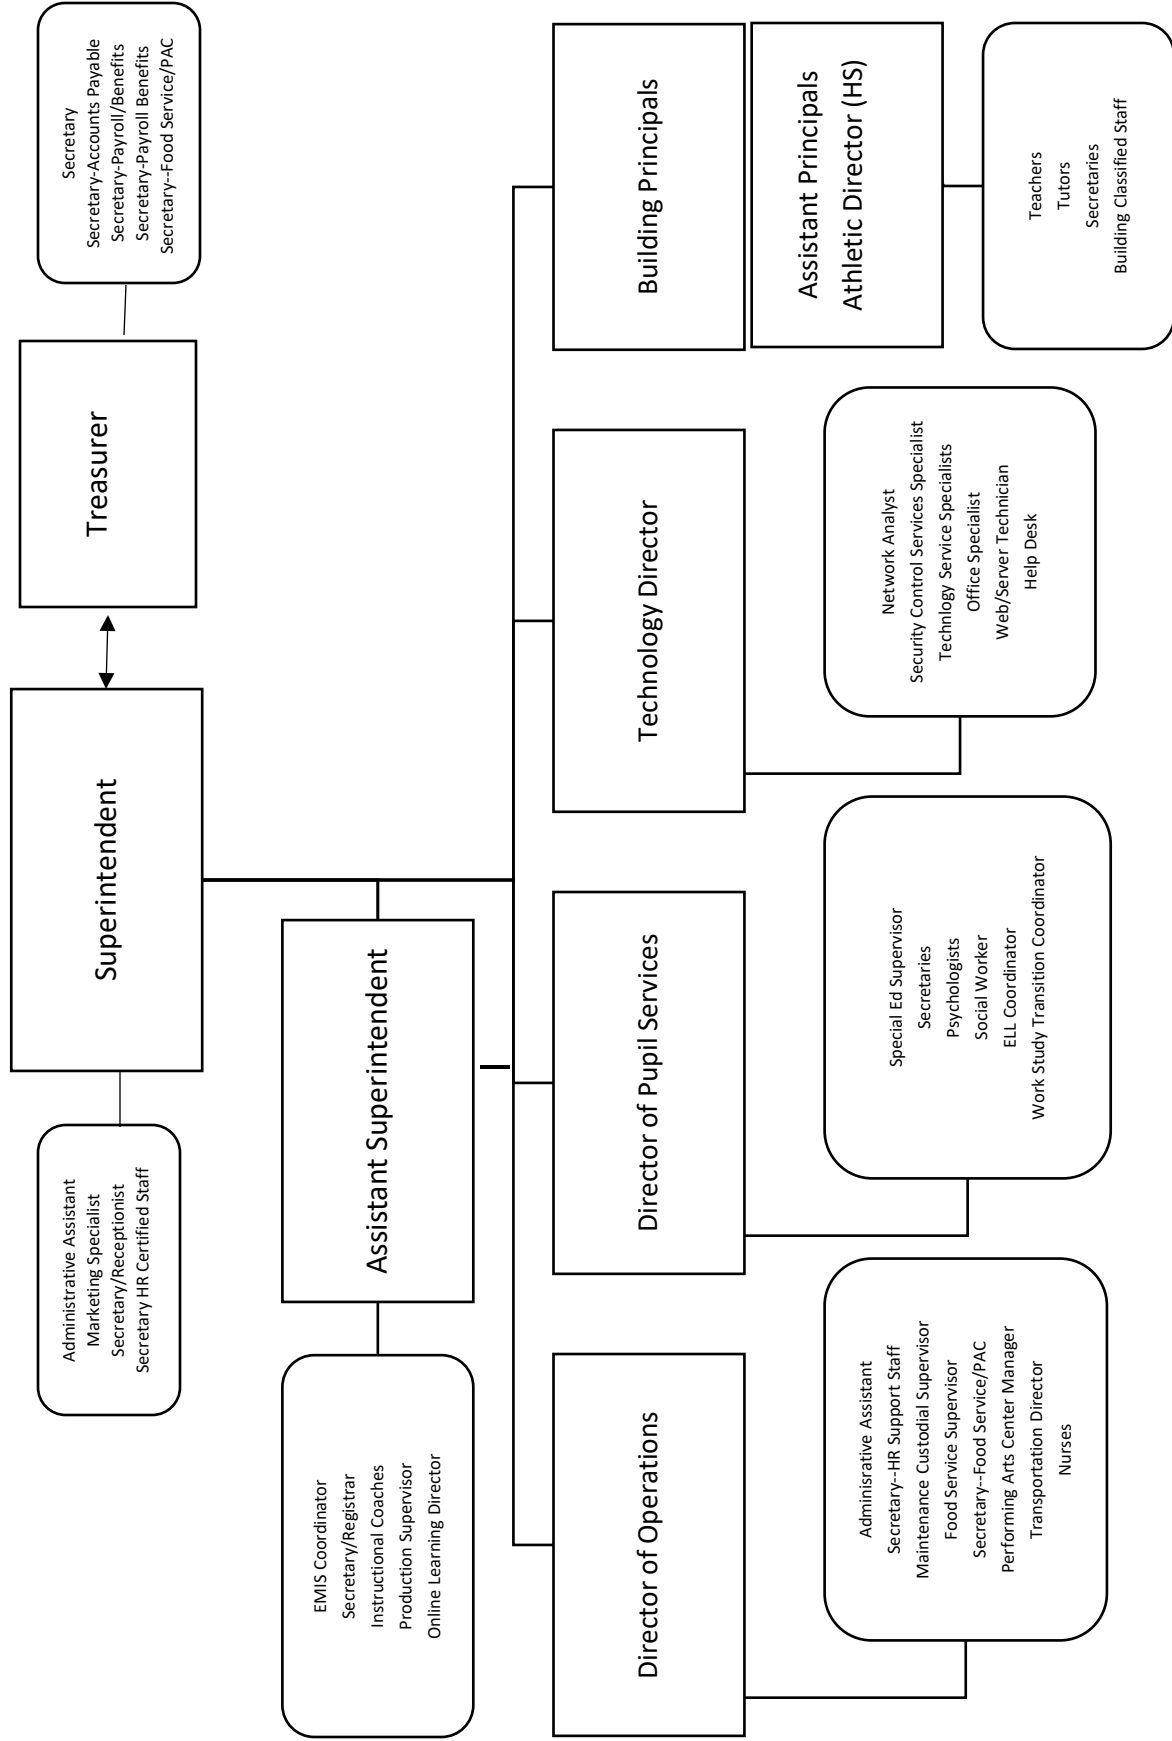 Administrative Assistant
Marketing Specialist
Secretary/Receptionist
Secretary HR Certified Staff
Superintendent
Treasurer
Secretary
Secretary-Accounts Payable
Secretary-Payroll/Benefits
Secretary-Payroll Benefits
Secretary--Food Service/PAC
EMIS Coordinator
Secretary/Registrar
Instructional Coaches
Production Supervisor
Online Learning Director
Assistant Superintendent
Director of Operations
Director of Pupil Services
Technology Director
Building Principals
Assistant Principals
Athletic Director (HS)
Adminisrative Assistant
Secretary--HR Support Staff
Maintenance Custodial Supervisor
Food Service Supervisor
Secretary--Food Service/PAC
Performing Arts Center Manager
Transportation Director
Nurses
Special Ed Supervisor
Secretaries
Psychologists
Social Worker
ELL Coordinator
Work Study Transition Coordinator
Network Analyst
Security Control Services Specialist
Technlogy Service Specialists
Office Specialist
Web/Server Technician
Help Desk
Teachers
Tutors
Secretaries
Building Classified Staff